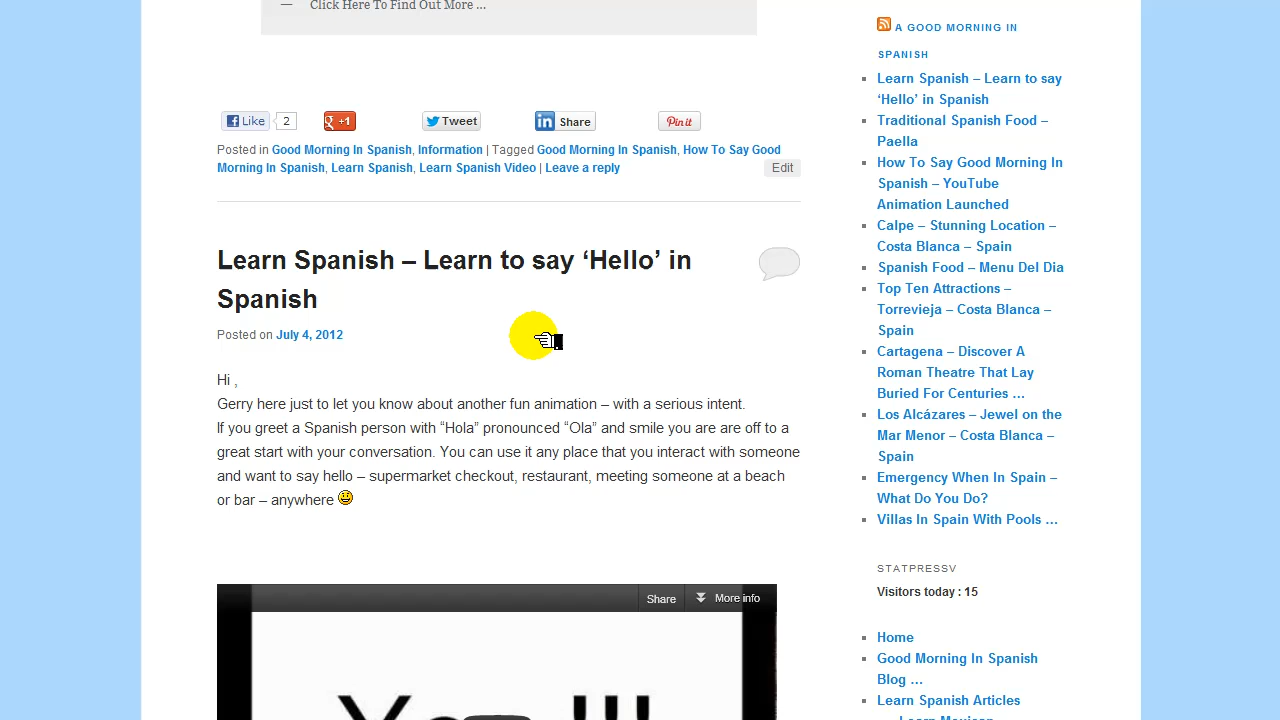 — Click Here To Find Out More ...
Like 2 +1 Tweet Share Pin it
Posted in Good Morning In Spanish, Information | Tagged Good Morning In Spanish, How To Say Good
Morning In Spanish, Learn Spanish, Learn Spanish Video | Leave a reply
Edit
Learn Spanish – Learn to say ‘Hello’ in
Spanish
Posted on July 4, 2012
Hi ,
Gerry here just to let you know about another fun animation – with a serious intent.
If you greet a Spanish person with “Hola” pronounced “Ola” and smile you are are off to a
great start with your conversation. You can use it any place that you interact with someone
and want to say hello – supermarket checkout, restaurant, meeting someone at a beach
or bar – anywhere
Share More info
A GOOD MORNING IN
SPANISH
Learn Spanish – Learn to say
‘Hello’ in Spanish
Traditional Spanish Food –
Paella
How To Say Good Morning In
Spanish – YouTube
Animation Launched
Calpe – Stunning Location –
Costa Blanca – Spain
Spanish Food – Menu Del Dia
Top Ten Attractions –
Torrevieja – Costa Blanca –
Spain
Cartagena – Discover A
Roman Theatre That Lay
Buried For Centuries ...
Los Alcázares – Jewel on the
Mar Menor – Costa Blanca –
Spain
Emergency When In Spain –
What Do You Do?
Villas In Spain With Pools ...
STATPRESSV
Visitors today : 15
Home
Good Morning In Spanish
Blog ...
Learn Spanish Articles
Learn Mexican